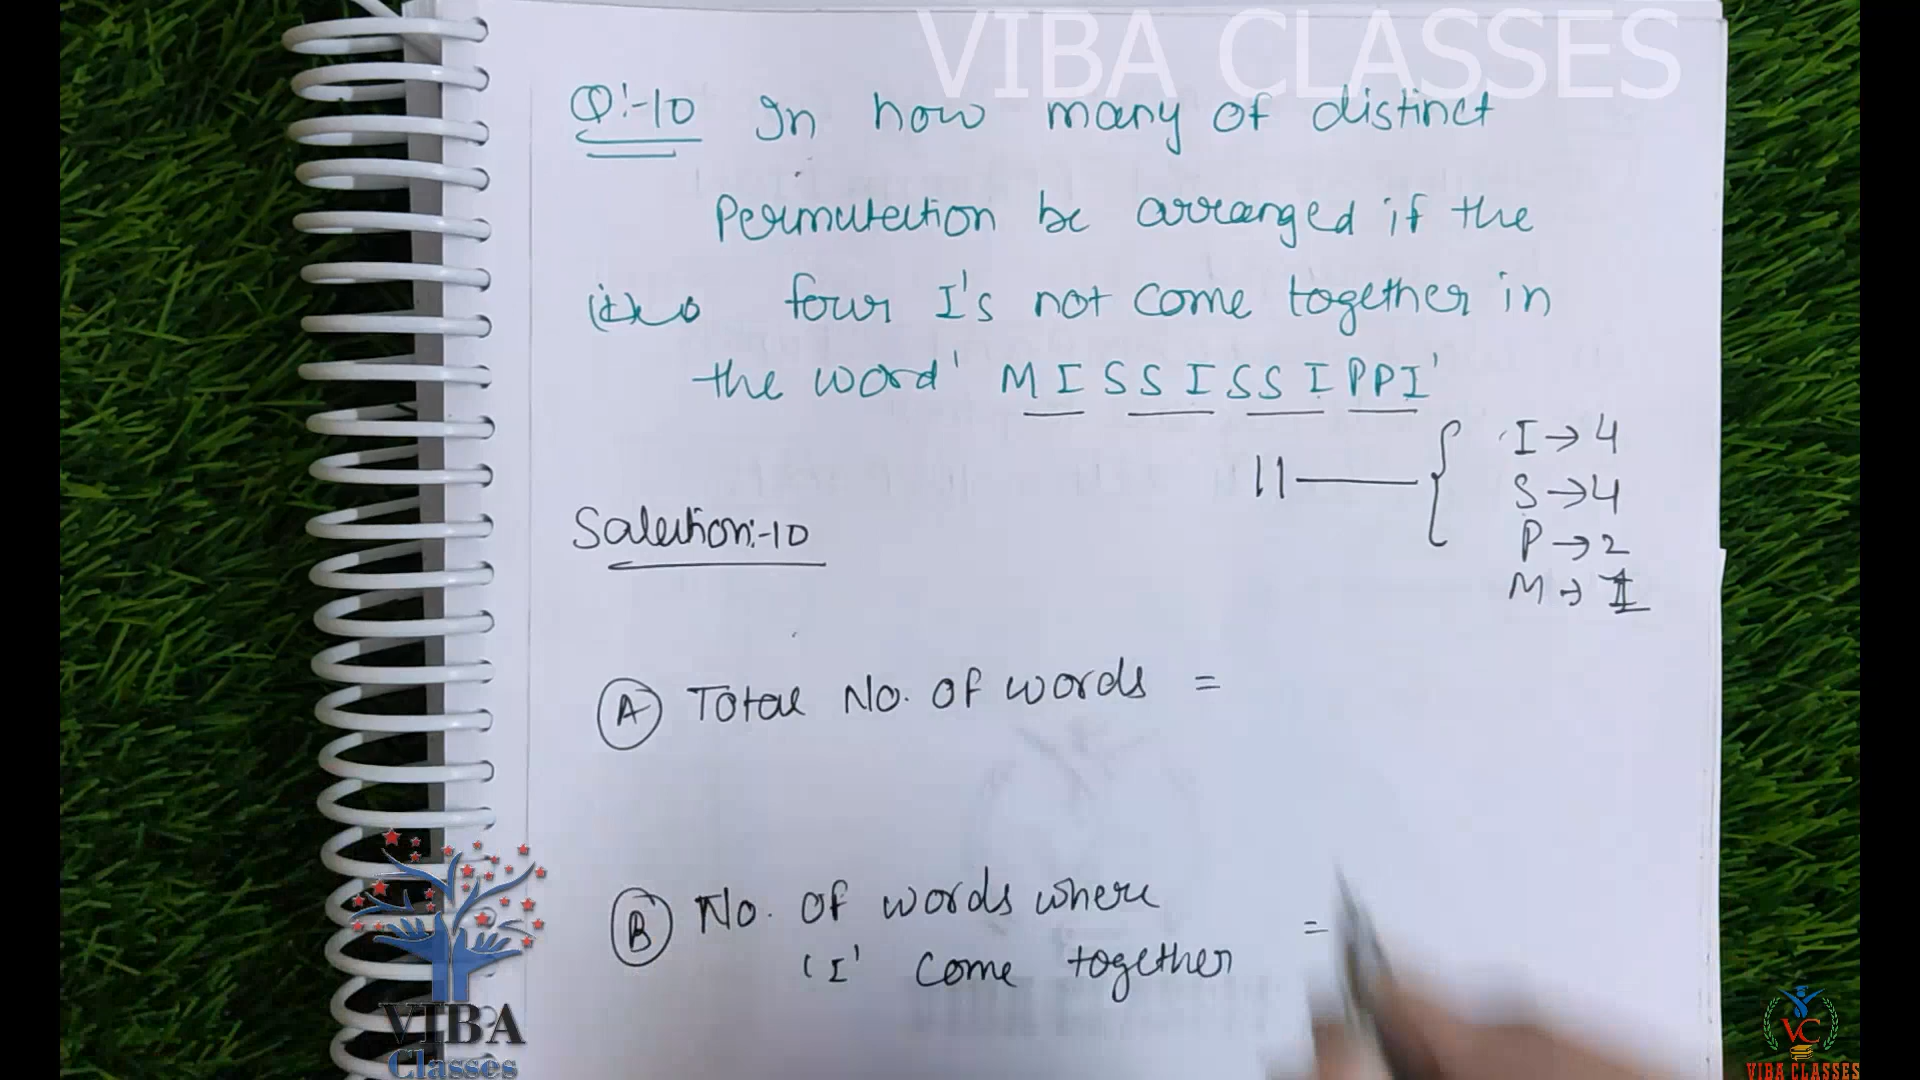 VIBA CLASSES
Q:-10 In how many of distinct
Permutation be arranged if the
four I's not come together in
the word 'MISSISSIPPI'
11
I→4
S→4
P→2
M→1
Solution:-10
(A) Total No. of words =
(B) No. of words where =
'I' come together
VIBA
Classes
VC
VIBA CLASSES